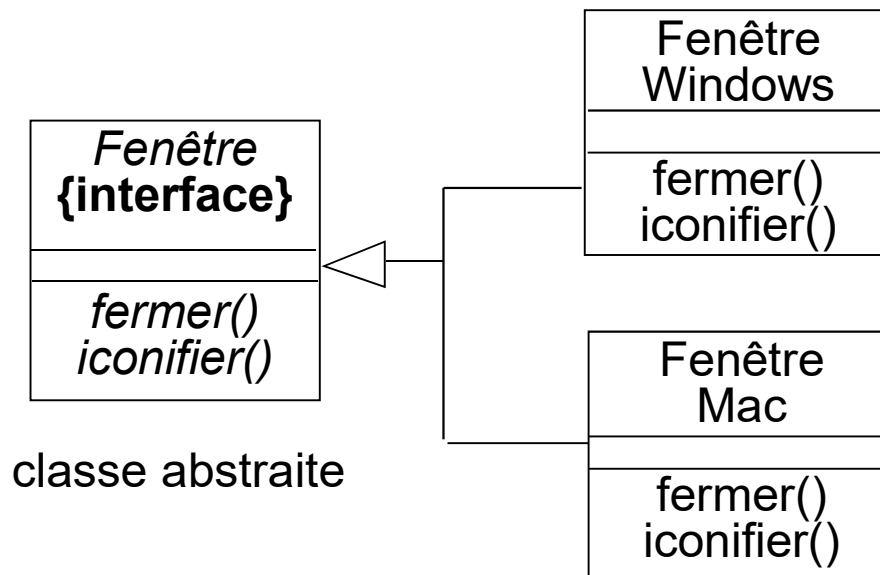 Fenêtre
{interface}
fermer()
iconifier()
classe abstraite
Fenêtre
Windows
fermer()
iconifier()
Fenêtre
Mac
fermer()
iconifier()